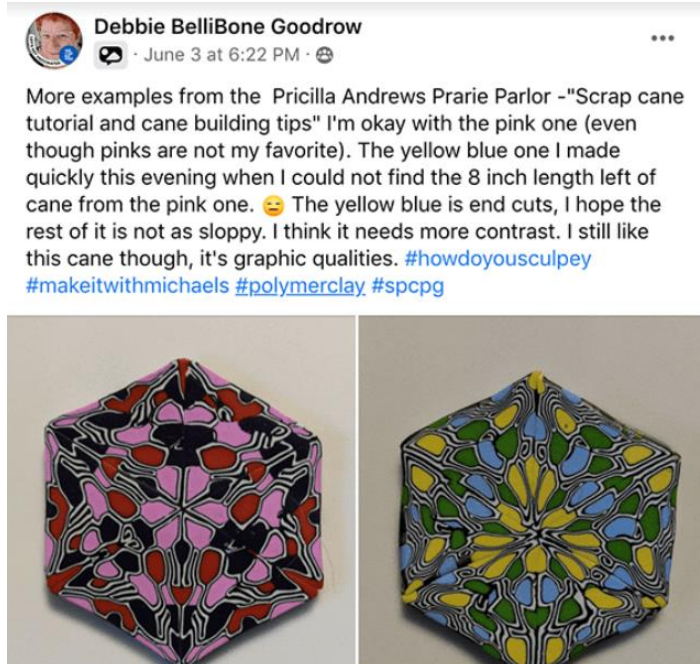 Debbie BelliBone Goodrow
· June 3 at 6:22 PM ·
More examples from the Pricilla Andrews Prarie Parlor -"Scrap cane
tutorial and cane building tips" I'm okay with the pink one (even
though pinks are not my favorite). The yellow blue one I made
quickly this evening when I could not find the 8 inch length left of
cane from the pink one. 😑 The yellow blue is end cuts, I hope the
rest of it is not as sloppy. I think it needs more contrast. I still like
this cane though, it's graphic qualities. #howdoyousculpey
#makeitwithmichaels #polymerclay #spcpg